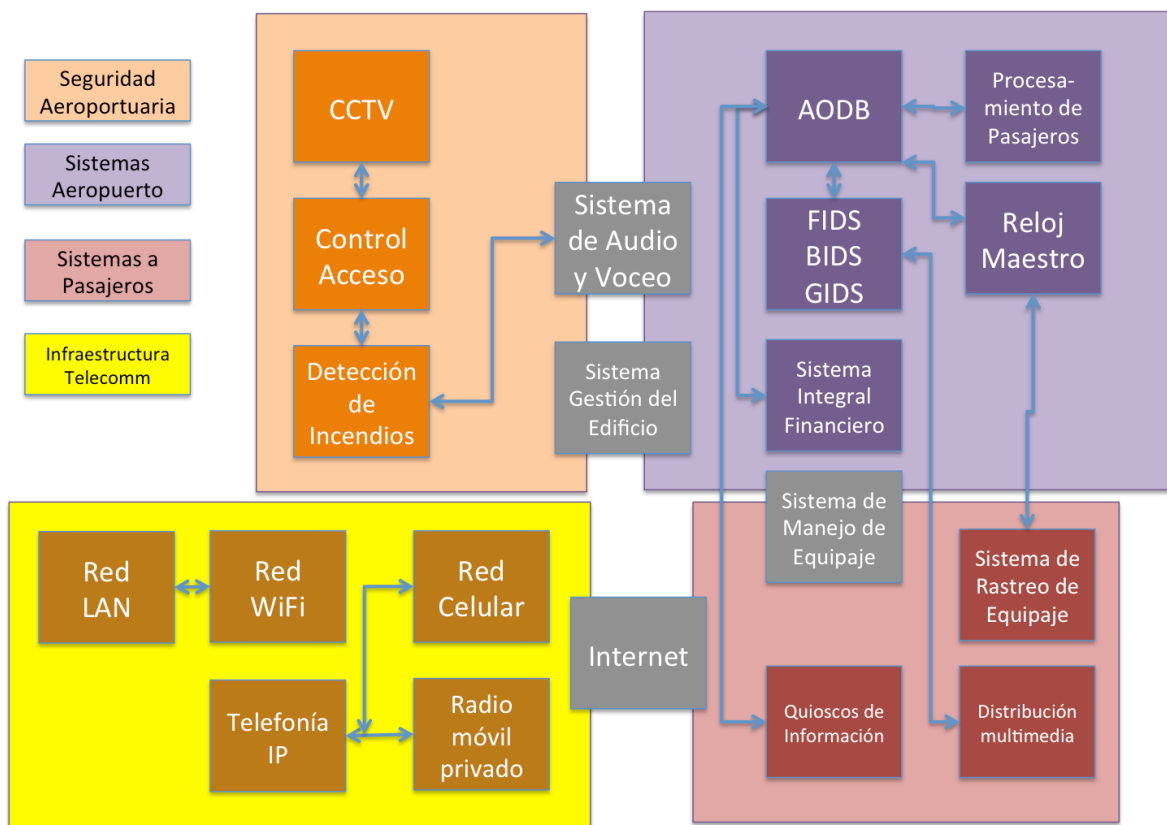 Seguridad
Aeroportuaria
Sistemas
Aeropuerto
Sistemas a
Pasajeros
Infraestructura
Telecomm
CCTV
Control
Acceso
Detección
de
Incendios
Sistema
de Audio
y Voceo
Sistema
Gestión del
Edificio
AODB
Procesa-
miento de
Pasajeros
FIDS
BIDS
GIDS
Reloj
Maestro
Sistema
Integral
Financiero
Sistema de
Manejo de
Equipaje
Red
LAN
Red
WiFi
Red
Celular
Telefonía
IP
Radio
móvil
privado
Internet
Sistema de
Rastreo de
Equipaje
Quioscos de
Información
Distribución
multimedia